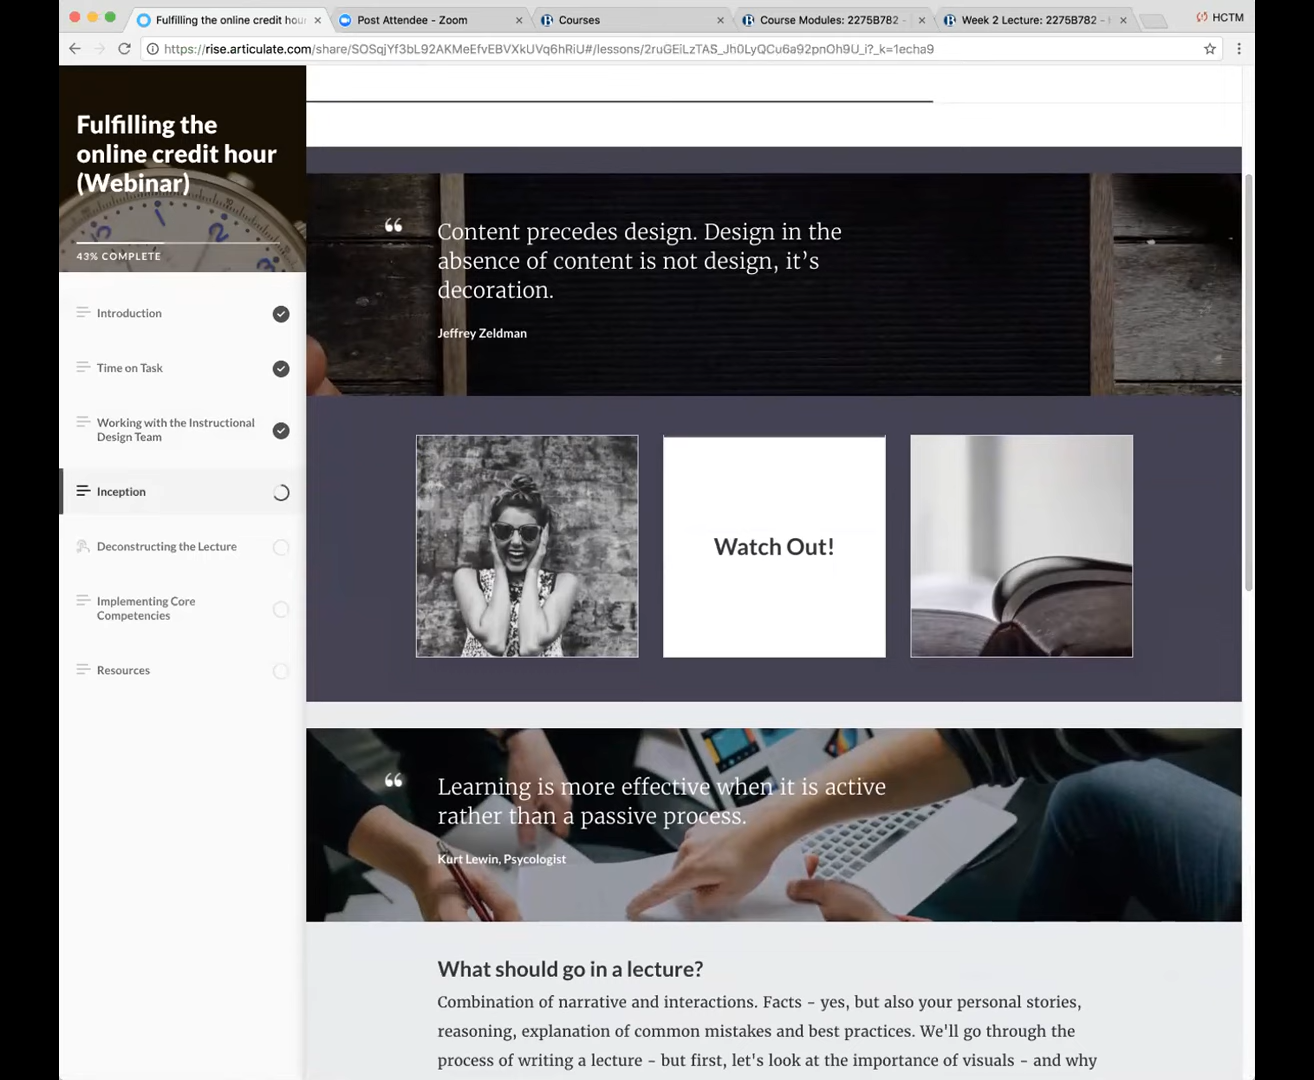 Fulfilling the online credit hou
Post Attendee - Zoom
Courses
Course Modules: 2275B782 -
Week 2 Lecture: 2275B782 -
HCTM
https://rise.articulate.com/share/SOSqjYf3bL92AKMeEfvEBVXkUVq6hRiU#/lessons/2ruGEiLzTAS_Jh0LyQCu6a92pnOh9U_i?_k=1echa9
Fulfilling the
online credit hour
(Webinar)
43% COMPLETE
Introduction
Time on Task
Working with the Instructional
Design Team
Inception
Deconstructing the Lecture
Implementing Core
Competencies
Resources
“ Content precedes design. Design in the
absence of content is not design, it’s
decoration.
Jeffrey Zeldman
Watch Out!
“ Learning is more effective when it is active
rather than a passive process.
Kurt Lewin, Psycologist
What should go in a lecture?
Combination of narrative and interactions. Facts - yes, but also your personal stories,
reasoning, explanation of common mistakes and best practices. We'll go through the
process of writing a lecture - but first, let's look at the importance of visuals - and why